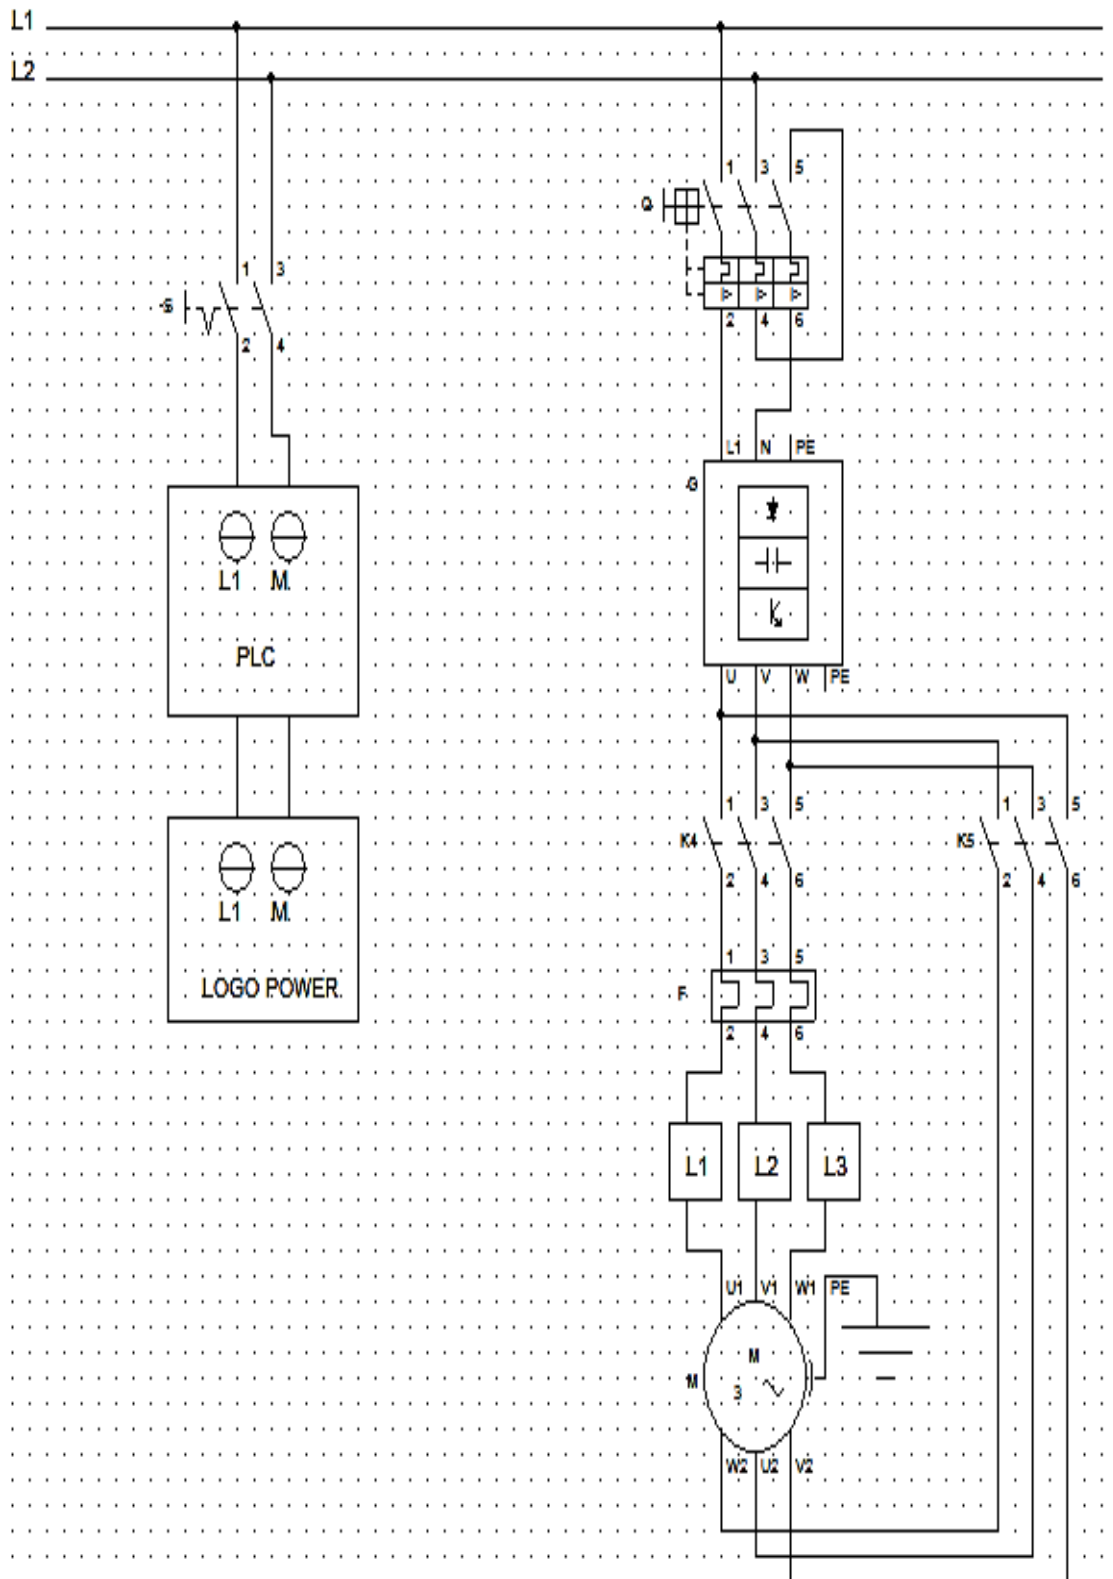 L1
L2
1 3 5
Q
1 3
-S
2 4
2 4 6
L1 N PE
-G
L1 M
PLC
U V W PE
1 3 5
1 3 5
K4
K5
2 4 6
2 4 6
L1 M
1 3 5
LOGO POWER
F
2 4 6
L1 L2 L3
U1 V1 W1 PE
M
M
3
W2 U2 V2